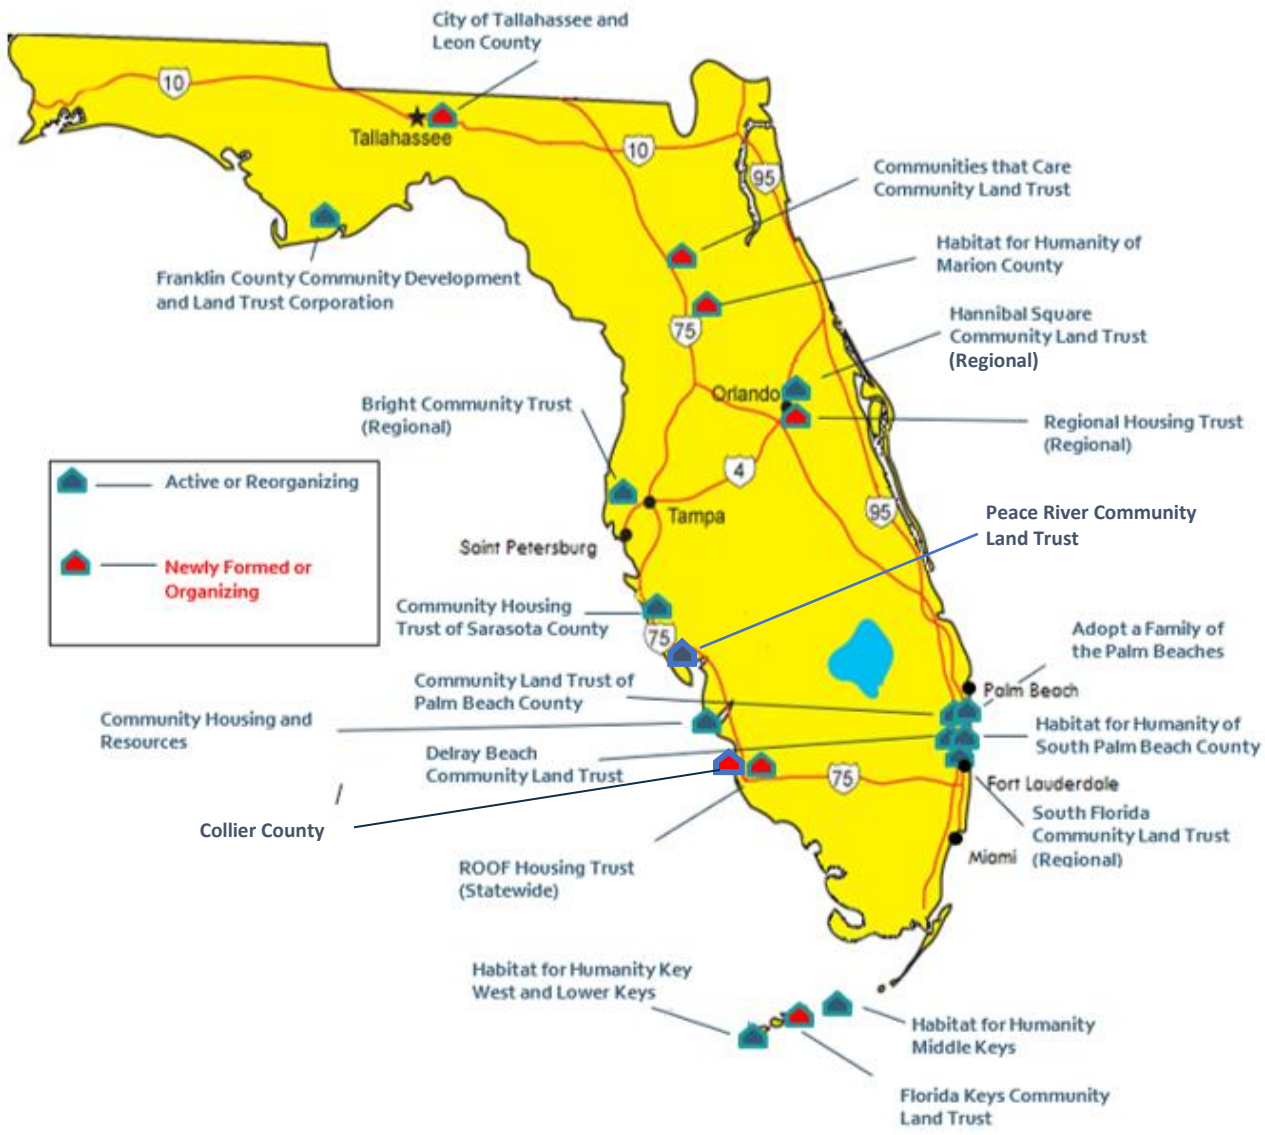 City of Tallahassee and
Leon County
10
Tallahassee
10
95
Communities that Care
Community Land Trust
Habitat for Humanity of
Marion County
Franklin County Community Development
and Land Trust Corporation
Hannibal Square
Community Land Trust
(Regional)
75
Orlando
Bright Community Trust
(Regional)
Regional Housing Trust
(Regional)
4
Active or Reorganizing
95
Tampa
Peace River Community
Land Trust
Saint Petersburg
Newly Formed or
Organizing
Community Housing
Trust of Sarasota County
75
Adopt a Family of
the Palm Beaches
Community Land Trust of
Palm Beach County
Palm Beach
Community Housing and
Resources
Habitat for Humanity of
South Palm Beach County
Delray Beach
Community Land Trust
75
Fort Lauderdale
/
Collier County
South Florida
Community Land Trust
(Regional)
Miami
ROOF Housing Trust
(Statewide)
Habitat for Humanity Key
West and Lower Keys
Habitat for Humanity
Middle Keys
Florida Keys Community
Land Trust